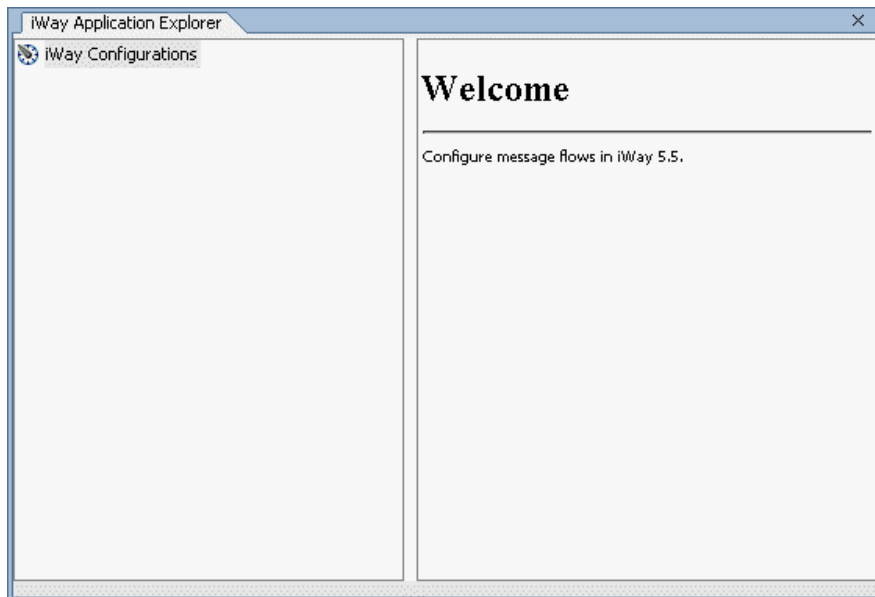 iWay Application Explorer
iWay Configurations
Welcome
Configure message flows in iWay 5.5.